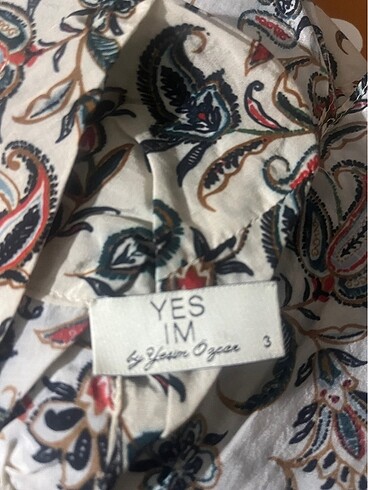 YES
IM
by Yesim Ozcan 3